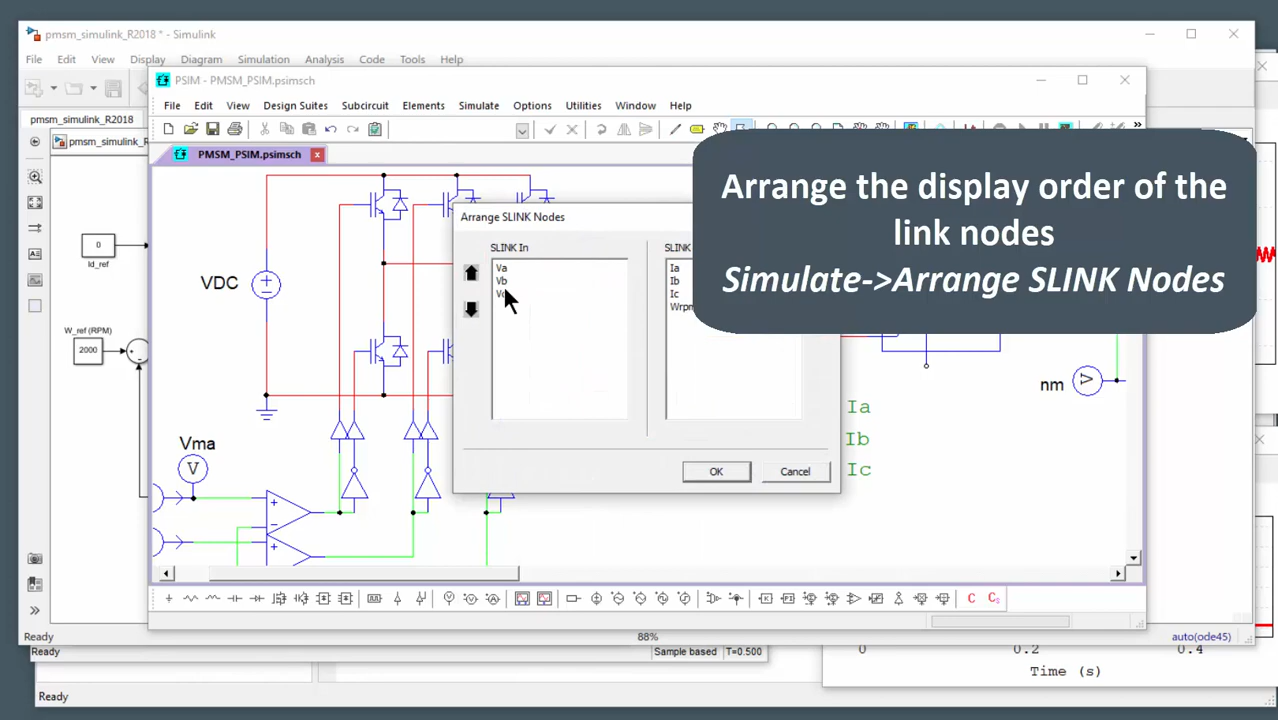 pmsm_simulink_R2018 * - Simulink
File Edit View Display Diagram Simulation Analysis Code Tools Help
PSIM - PMSM_PSIM.psimsch
File Edit View Design Suites Subcircuit Elements Simulate Options Utilities Window Help
pmsm_simulink_R2018
pmsm_simulink_R
PMSM_PSIM.psimsch
Arrange the display order of the
link nodes
Simulate->Arrange SLINK Nodes
Arrange SLINK Nodes
SLINK In
SLINK
Va
Vb
Ia
Ib
Ic
Wrpm
OK
Cancel
0
Id_ref
VDC
W_ref (RPM)
2000
nm
V
Ia
Ib
Ic
Vma
V
C
Ready
88%
auto(ode45)
Ready
Sample based
T=0.500
0
0.2
0.4
Time (s)
Ready